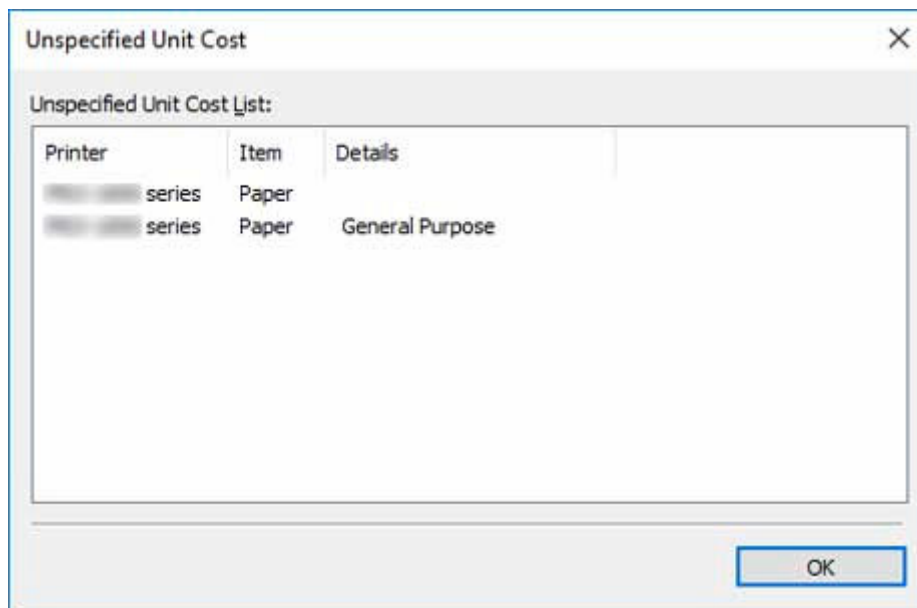 Unspecified Unit Cost
Unspecified Unit Cost List:
Printer Item Details
series Paper
series Paper General Purpose
OK